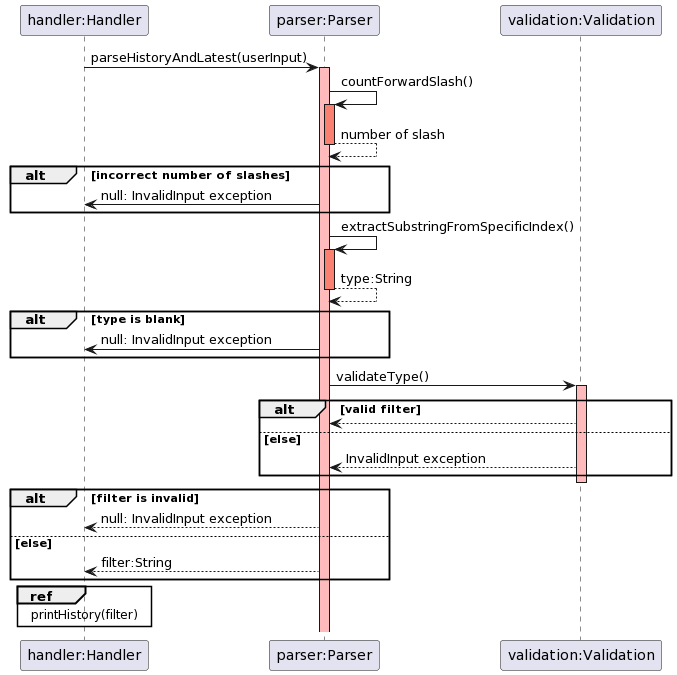 handler:Handler parser:Parser validation:Validation
parseHistoryAndLatest(userInput)
countForwardSlash()
number of slash
alt [incorrect number of slashes]
null: InvalidInput exception
extractSubstringFromSpecificIndex()
type:String
alt [type is blank]
null: InvalidInput exception
validateType()
alt [valid filter]
[else]
InvalidInput exception
alt [filter is invalid]
null: InvalidInput exception
[else]
filter:String
ref
printHistory(filter)
handler:Handler parser:Parser validation:Validation